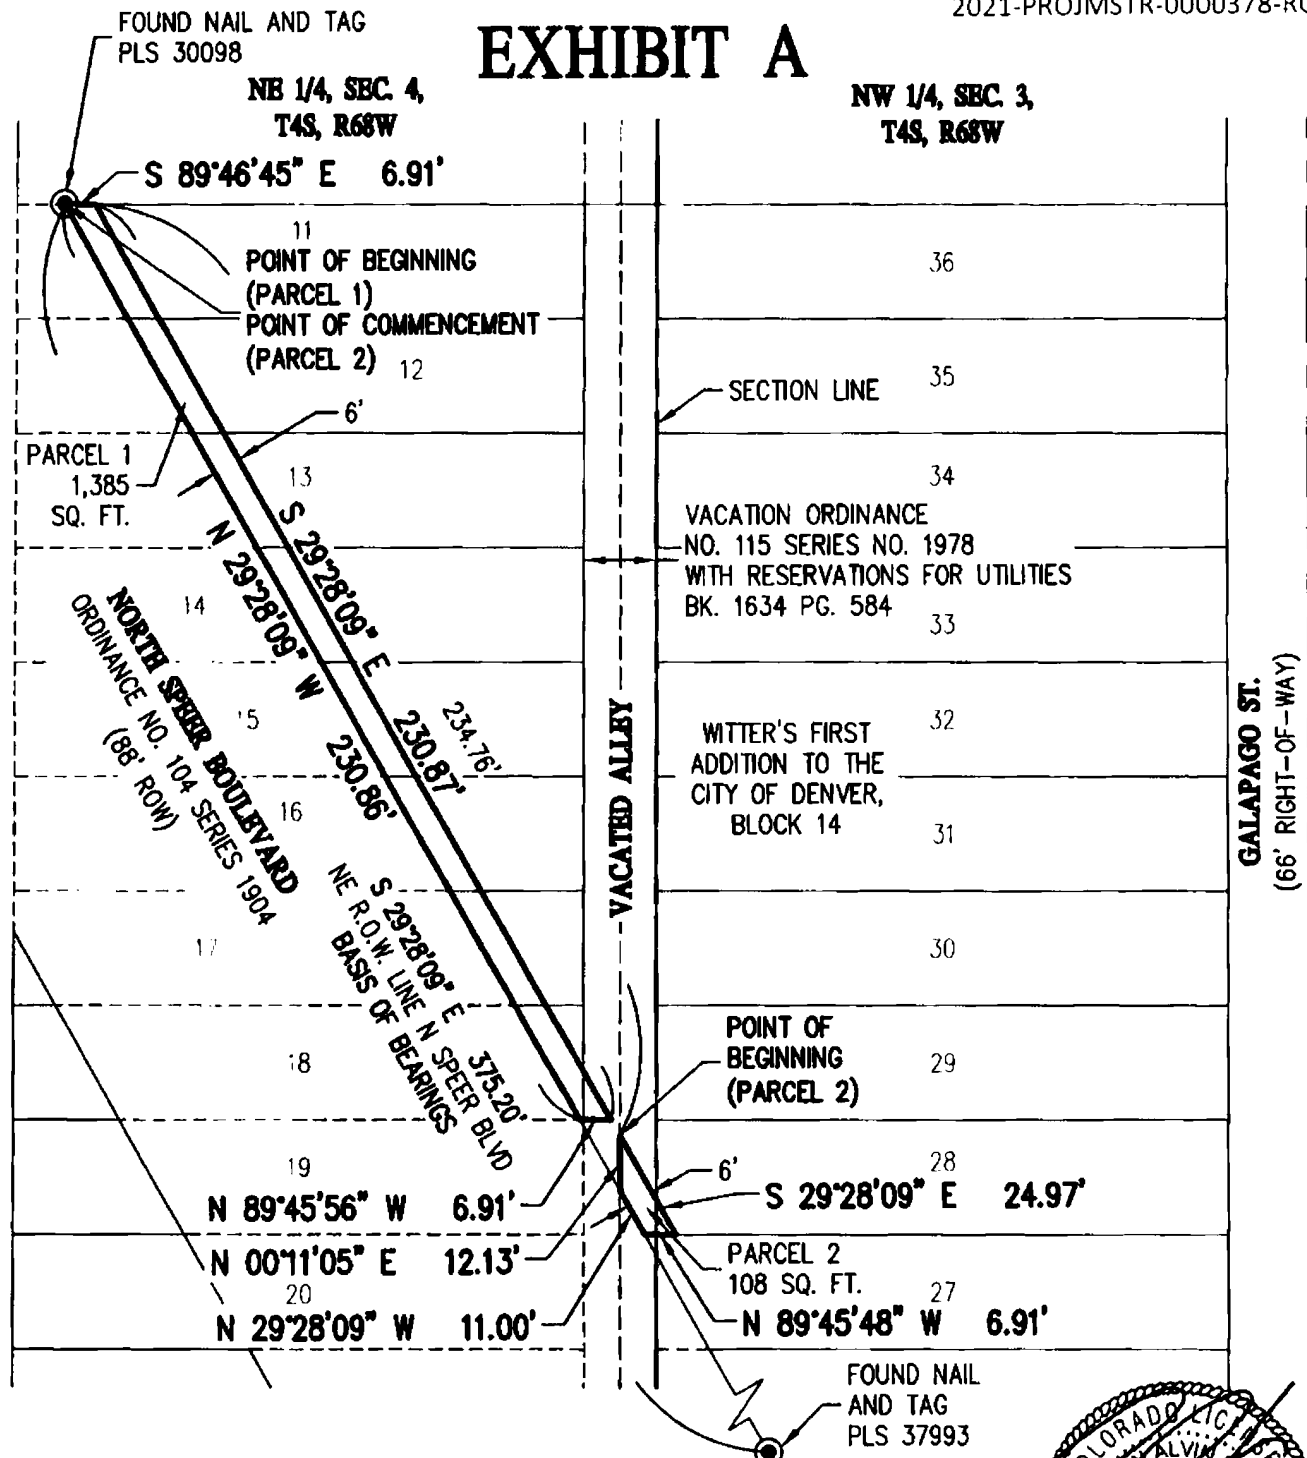 2021-PROJMSTR-0000378-RO
FOUND NAIL AND TAG
PLS 30098
EXHIBIT A
NE 1/4, SEC. 4,
T4S, R68W
NW 1/4, SEC. 3,
T4S, R68W
S 89°46'45" E 6.91'
11
POINT OF BEGINNING
(PARCEL 1)
POINT OF COMMENCEMENT
(PARCEL 2)
12
36
35
SECTION LINE
6'
PARCEL 1
1,385
SQ. FT.
13
34
VACATION ORDINANCE
NO. 115 SERIES NO. 1978
WITH RESERVATIONS FOR UTILITIES
BK. 1634 PG. 584
33
S 29°28'09" E 230.87'
234.76'
N 29°28'09" W 230.86'
14
NORTH SPEER BOULEVARD
ORDINANCE NO. 104 SERIES 1904
(88' ROW)
15
16
17
VACATED ALLEY
WITTER'S FIRST
ADDITION TO THE
CITY OF DENVER,
BLOCK 14
32
31
30
GALAPAGO ST.
(66' RIGHT-OF-WAY)
S 29°28'09" E 375.20'
NE R.O.W. LINE N SPEER BLVD
BASIS OF BEARINGS
18
POINT OF
BEGINNING
(PARCEL 2)
29
19
28
6'
N 89°45'56" W 6.91'
S 29°28'09" E 24.97'
N 00°11'05" E 12.13'
PARCEL 2
108 SQ. FT.
20
27
N 29°28'09" W 11.00'
N 89°45'48" W 6.91'
FOUND NAIL
AND TAG
PLS 37993
ALVIN